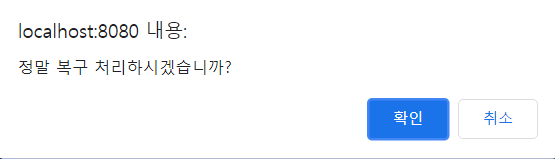 localhost:8080 내용:
정말 복구 처리하시겠습니까?
확인
취소